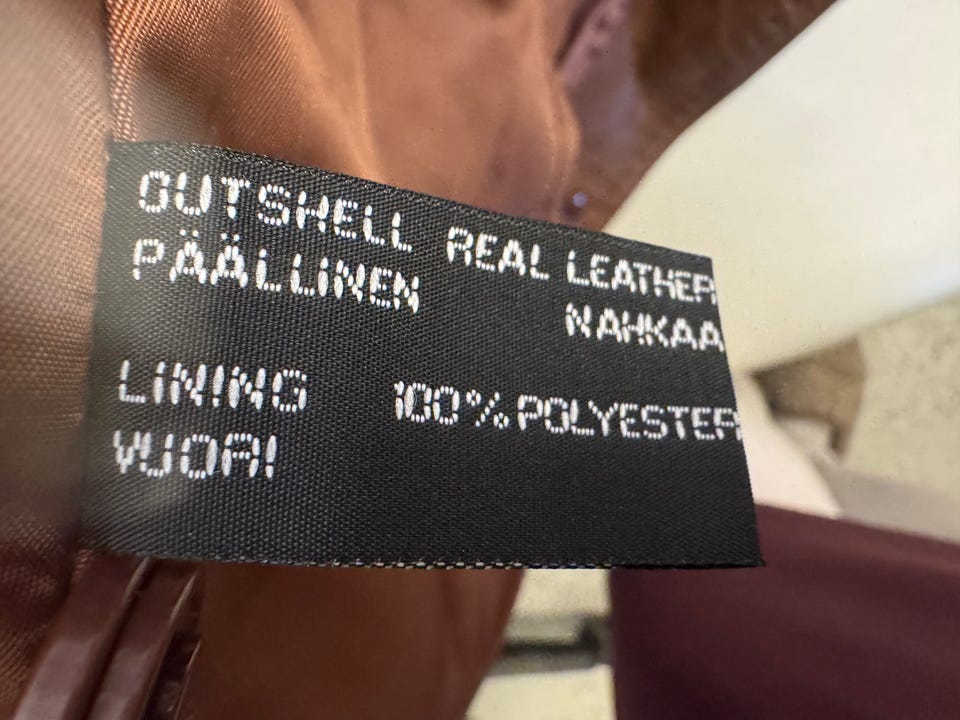 OUTSHELL REAL LEATHER
PÄÄLLINEN NAHKAA
LINING 100% POLYESTER
VUORI